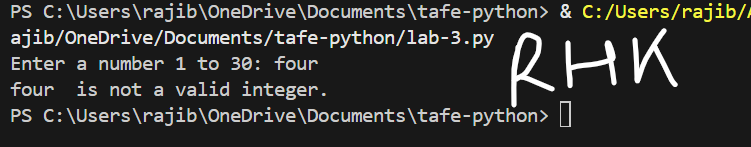 PS C:\Users\rajib\OneDrive\Documents\tafe-python> & C:/Users/rajib/
ajib/OneDrive/Documents/tafe-python/lab-3.py
Enter a number 1 to 30: four
four  is not a valid integer.
PS C:\Users\rajib\OneDrive\Documents\tafe-python>
RHK